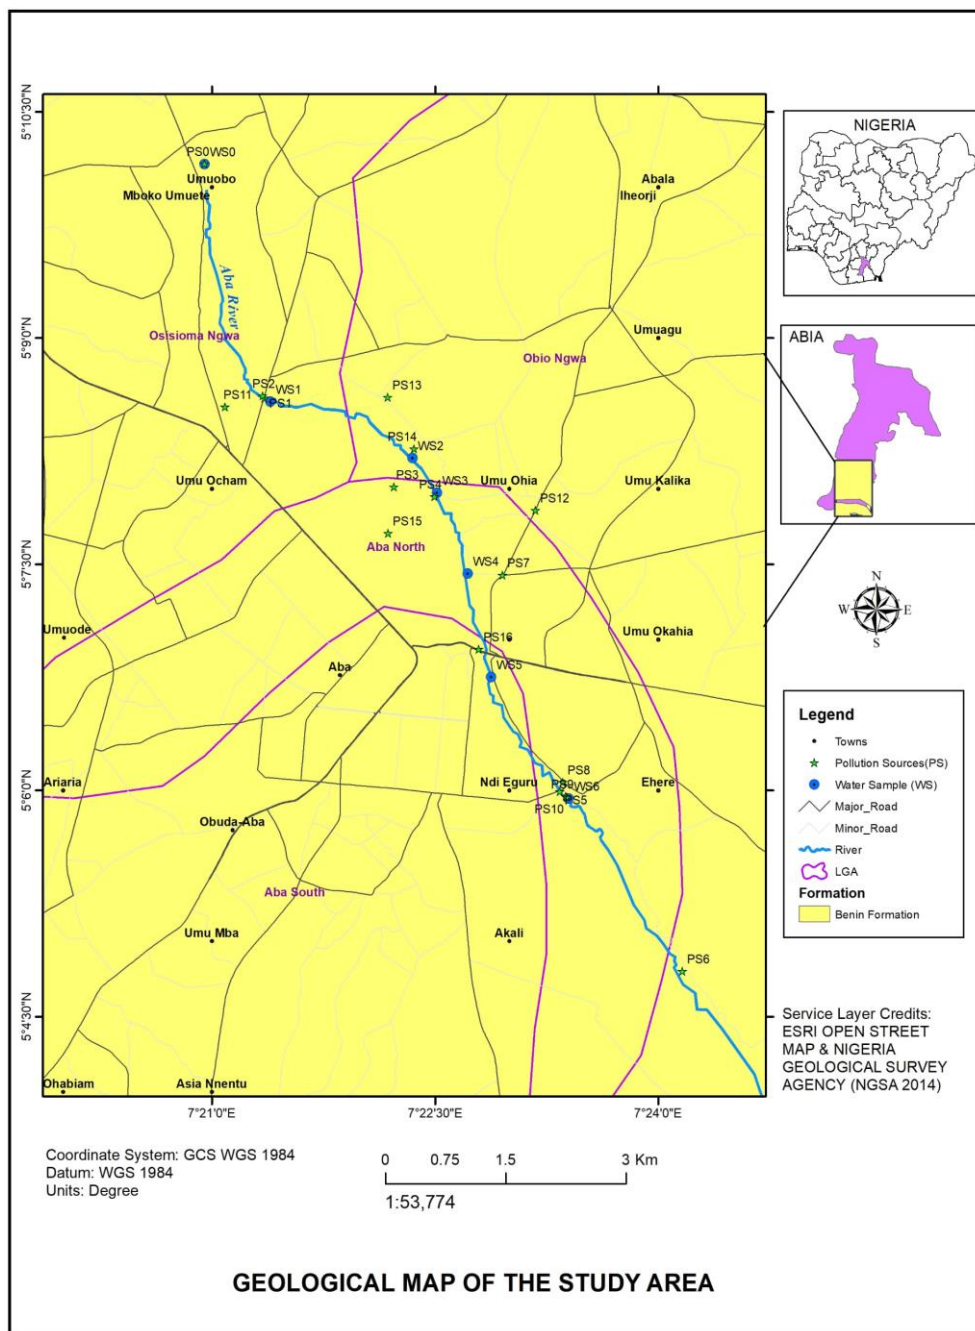 5°10'30"N
5°9'0"N
5°7'30"N
5°6'0"N
5°4'30"N
PS0WS0
Umuobo
Mboko Umuete
Abala
Iheorji
Aba River
Osisioma Ngwa
Umuagu
Obio Ngwa
PS2
WS1
PS1
PS11
PS13
PS14
WS2
Umu Ocham
PS3
PS4
WS3
Umu Ohia
Umu Kalika
PS12
PS15
Aba North
WS4
PS7
Umuode
Umu Okahia
PS16
Aba
WS5
Ariaria
Ndi Eguru
PS8
PS9
WS6
PS10
PS5
Ehere
Obuda-Aba
Aba South
Umu Mba
Akali
PS6
Ohabiam
Asia Nnentu
7°21'0"E
7°22'30"E
7°24'0"E
NIGERIA
ABIA
N
W
E
S
Legend
Towns
Pollution Sources(PS)
Water Sample (WS)
Major_Road
Minor_Road
River
LGA
Formation
Benin Formation
Service Layer Credits:
ESRI OPEN STREET
MAP & NIGERIA
GEOLOGICAL SURVEY
AGENCY (NGSA 2014)
Coordinate System: GCS WGS 1984
Datum: WGS 1984
Units: Degree
0 0.75 1.5 3 Km
1:53,774
GEOLOGICAL MAP OF THE STUDY AREA